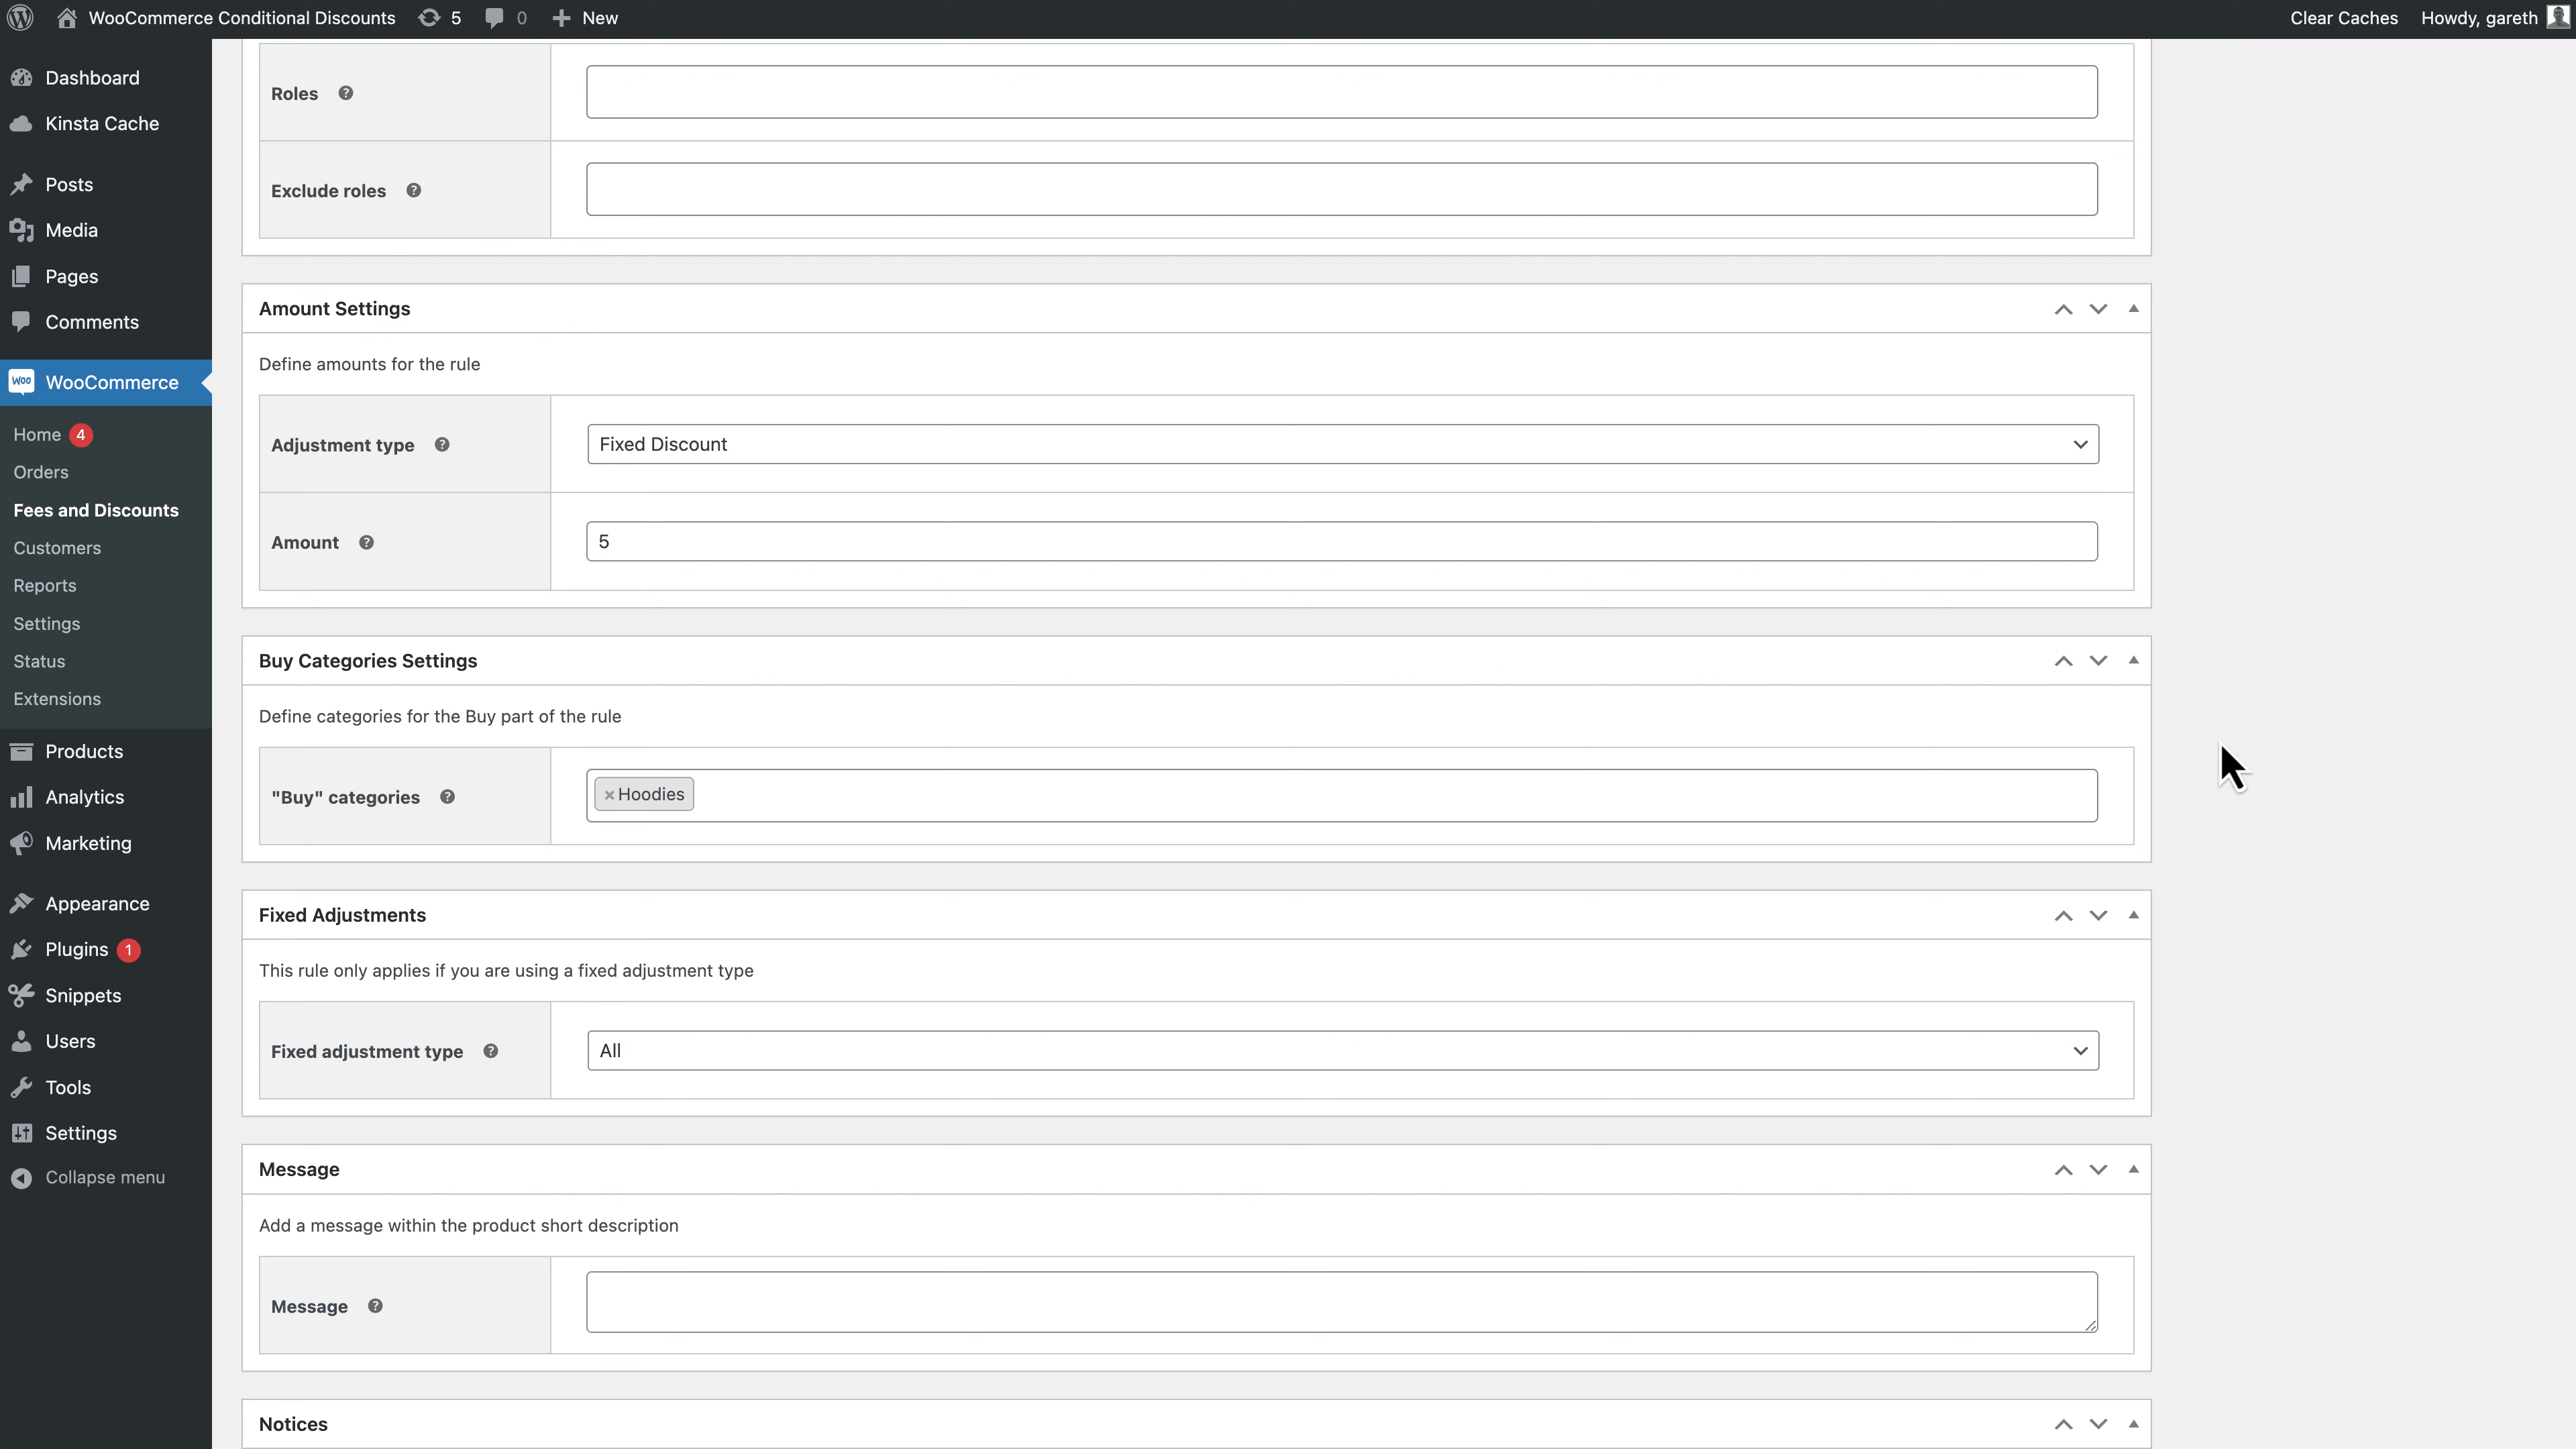 WooCommerce Conditional Discounts 5 0 New Clear Caches Howdy, gareth
Dashboard
Kinsta Cache
Posts
Media
Pages
Comments
Woo WooCommerce
Home 4
Orders
Fees and Discounts
Customers
Reports
Settings
Status
Extensions
Products
Analytics
Marketing
Appearance
Plugins 1
Snippets
Users
Tools
Settings
Collapse menu
Roles ?
Exclude roles ?
Amount Settings
Define amounts for the rule
Adjustment type ? Fixed Discount
Amount ? 5
Buy Categories Settings
Define categories for the Buy part of the rule
"Buy" categories ? × Hoodies
Fixed Adjustments
This rule only applies if you are using a fixed adjustment type
Fixed adjustment type ? All
Message
Add a message within the product short description
Message ?
Notices